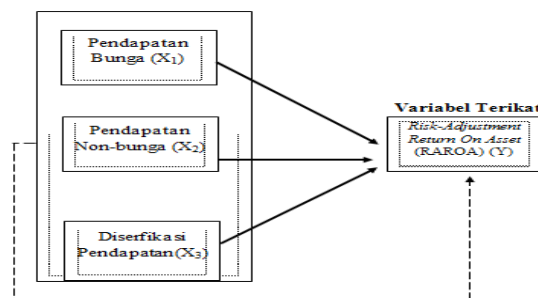 Pendapatan
Bunga (X1)
Pendapatan
Non-bunga (X2)
Diserfikasi
Pendapatan(X3)
Variabel Terikat
Risk-Adjustment
Return On Asset
(RAROA) (Y)